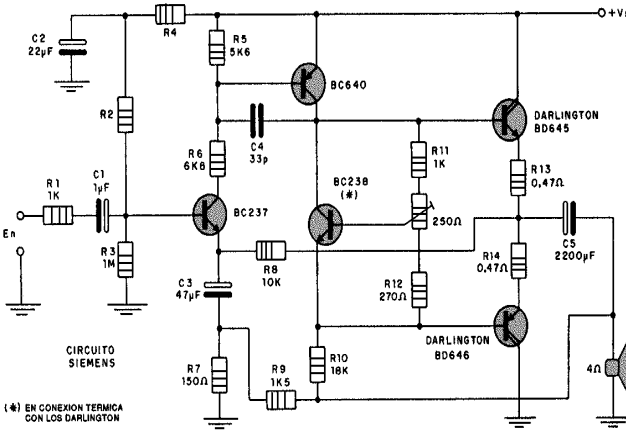 R4
+V
C2
22µF
R5
5K6
BC640
R2
C4
33p
DARLINGTON
BD645
R6
6K8
R11
1K
R13
0,47Ω
R1
1K
C1
1µF
BC237
BC238
(*)
250Ω
En
R3
1M
R8
10K
C5
2200µF
R14
0,47Ω
C3
47µF
R12
270Ω
CIRCUITO
SIEMENS
R7
150Ω
R9
1K5
R10
18K
DARLINGTON
BD646
4Ω
(*) EN CONEXION TERMICA
CON LOS DARLINGTON